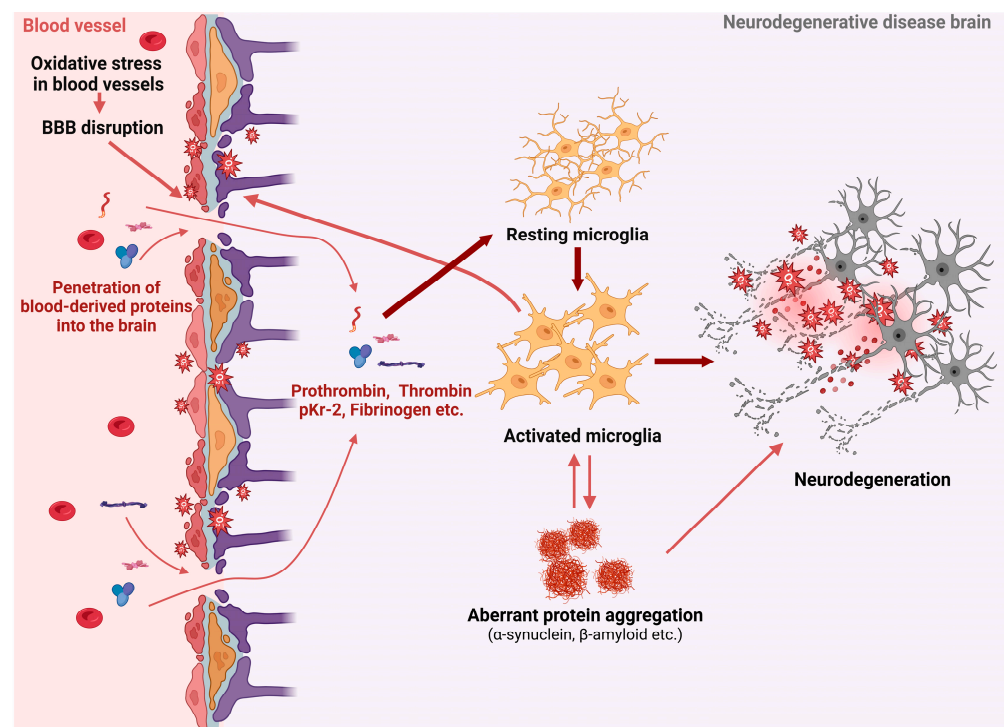 Blood vessel
Neurodegenerative disease brain
Oxidative stress
in blood vessels
BBB disruption
Penetration of
blood-derived proteins
into the brain
Prothrombin, Thrombin
pKr-2, Fibrinogen etc.
Resting microglia
Activated microglia
Neurodegeneration
Aberrant protein aggregation
(α-synuclein, β-amyloid etc.)